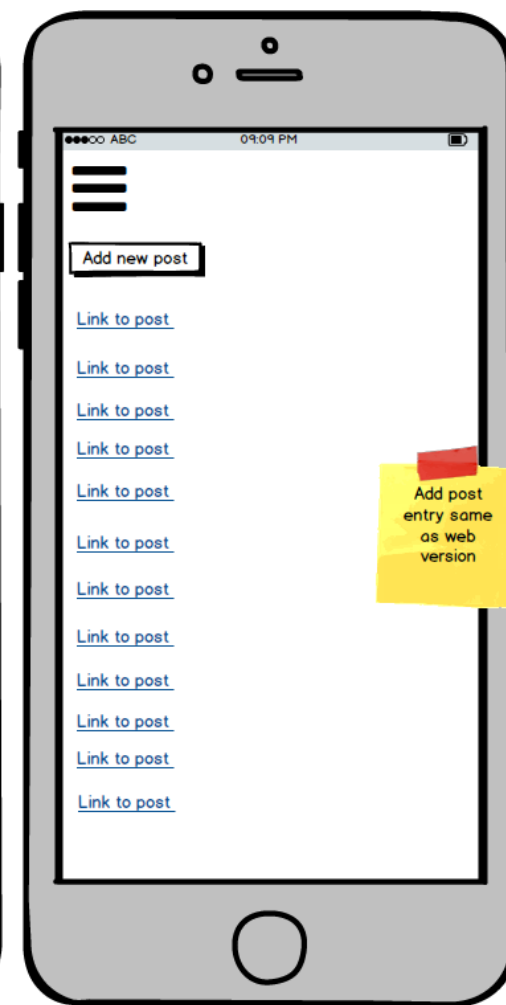 ABC 09:09 PM
Add new post
Link to post
Link to post
Link to post
Link to post
Link to post
Link to post
Link to post
Link to post
Link to post
Link to post
Link to post
Link to post
Add post
entry same
as web
version